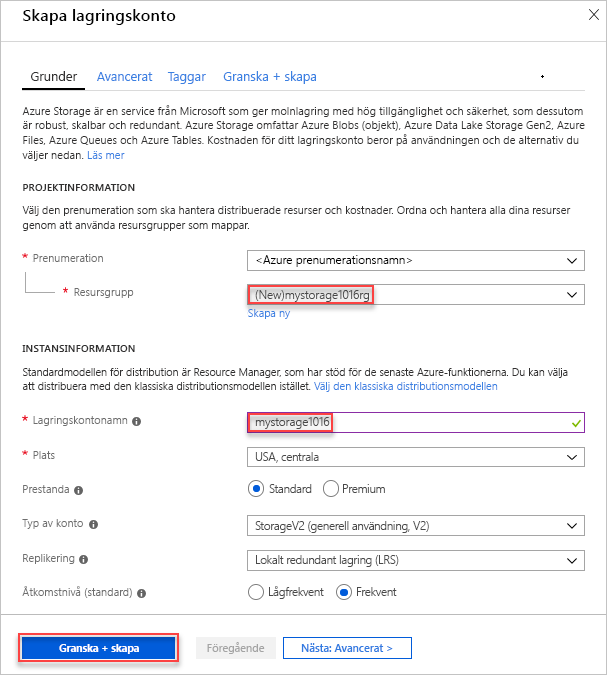 Skapa lagringskonto
Grunder Avancerat Taggar Granska + skapa
Azure Storage är en service från Microsoft som ger molnlagring med hög tillgänglighet och säkerhet, som dessutom
är robust, skalbar och redundant. Azure Storage omfattar Azure Blobs (objekt), Azure Data Lake Storage Gen2, Azure
Files, Azure Queues och Azure Tables. Kostnaden för ditt lagringskonto beror på användningen och de alternativ du
väljer nedan. Läs mer
PROJEKTINFORMATION
Välj den prenumeration som ska hantera distribuerade resurser och kostnader. Ordna och hantera alla dina resurser
genom att använda resursgrupper som mappar.
* Prenumeration <Azure prenumerationsnamn>
* Resursgrupp (New)mystorage1016rg
Skapa ny
INSTANSINFORMATION
Standardmodellen för distribution är Resource Manager, som har stöd för de senaste Azure-funktionerna. Du kan välja
att distribuera med den klassiska distributionsmodellen istället. Välj den klassiska distributionsmodellen
* Lagringskontonamn mystorage1016
* Plats USA, centrala
Prestanda Standard Premium
Typ av konto StorageV2 (generell användning, V2)
Replikering Lokalt redundant lagring (LRS)
Åtkomstnivå (standard) Lågfrekvent Frekvent
Granska + skapa Föregående Nästa: Avancerat >